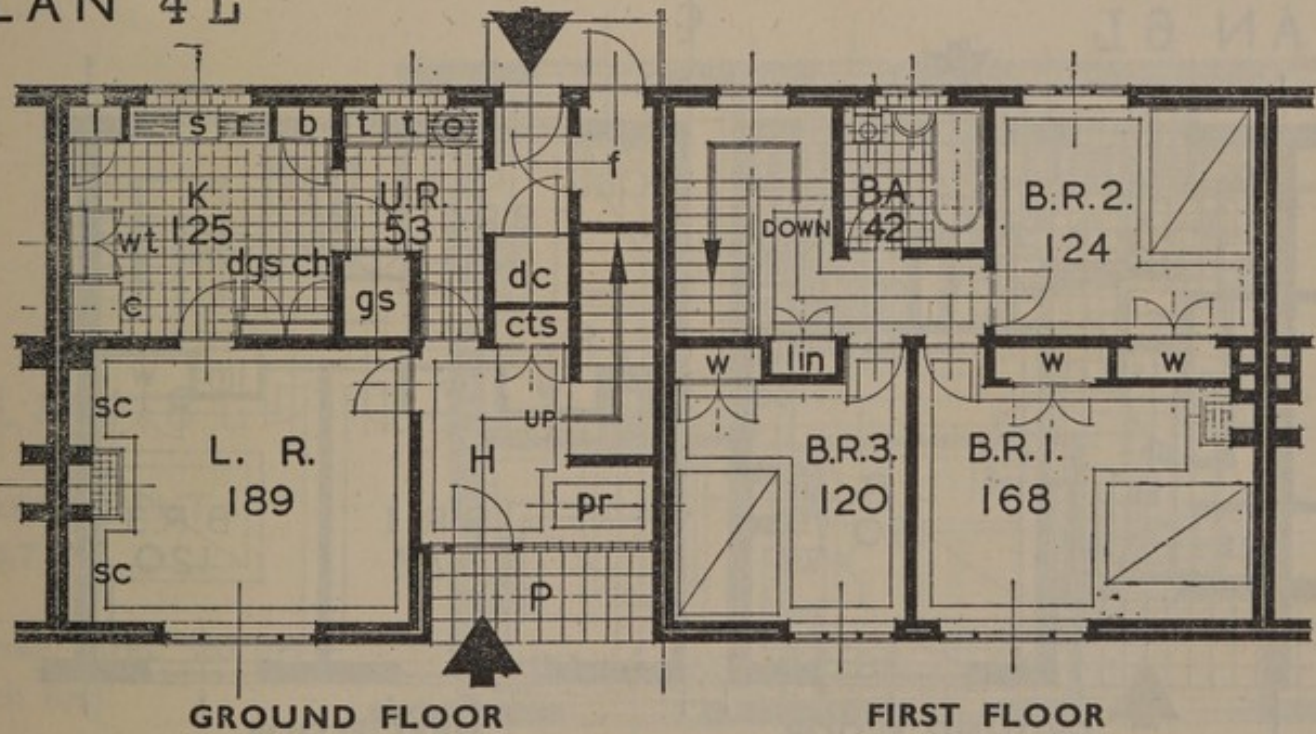 LAN 4L
l s r b t t o
K
125
U.R.
53
f
wt
dgs ch
c
gs
dc
cts
sc
L. R.
189
UP
H
pr
sc
P
GROUND FLOOR
DOWN
BA.
42
B.R.2.
124
w lin w w
B.R.3.
120
B.R.1.
168
FIRST FLOOR